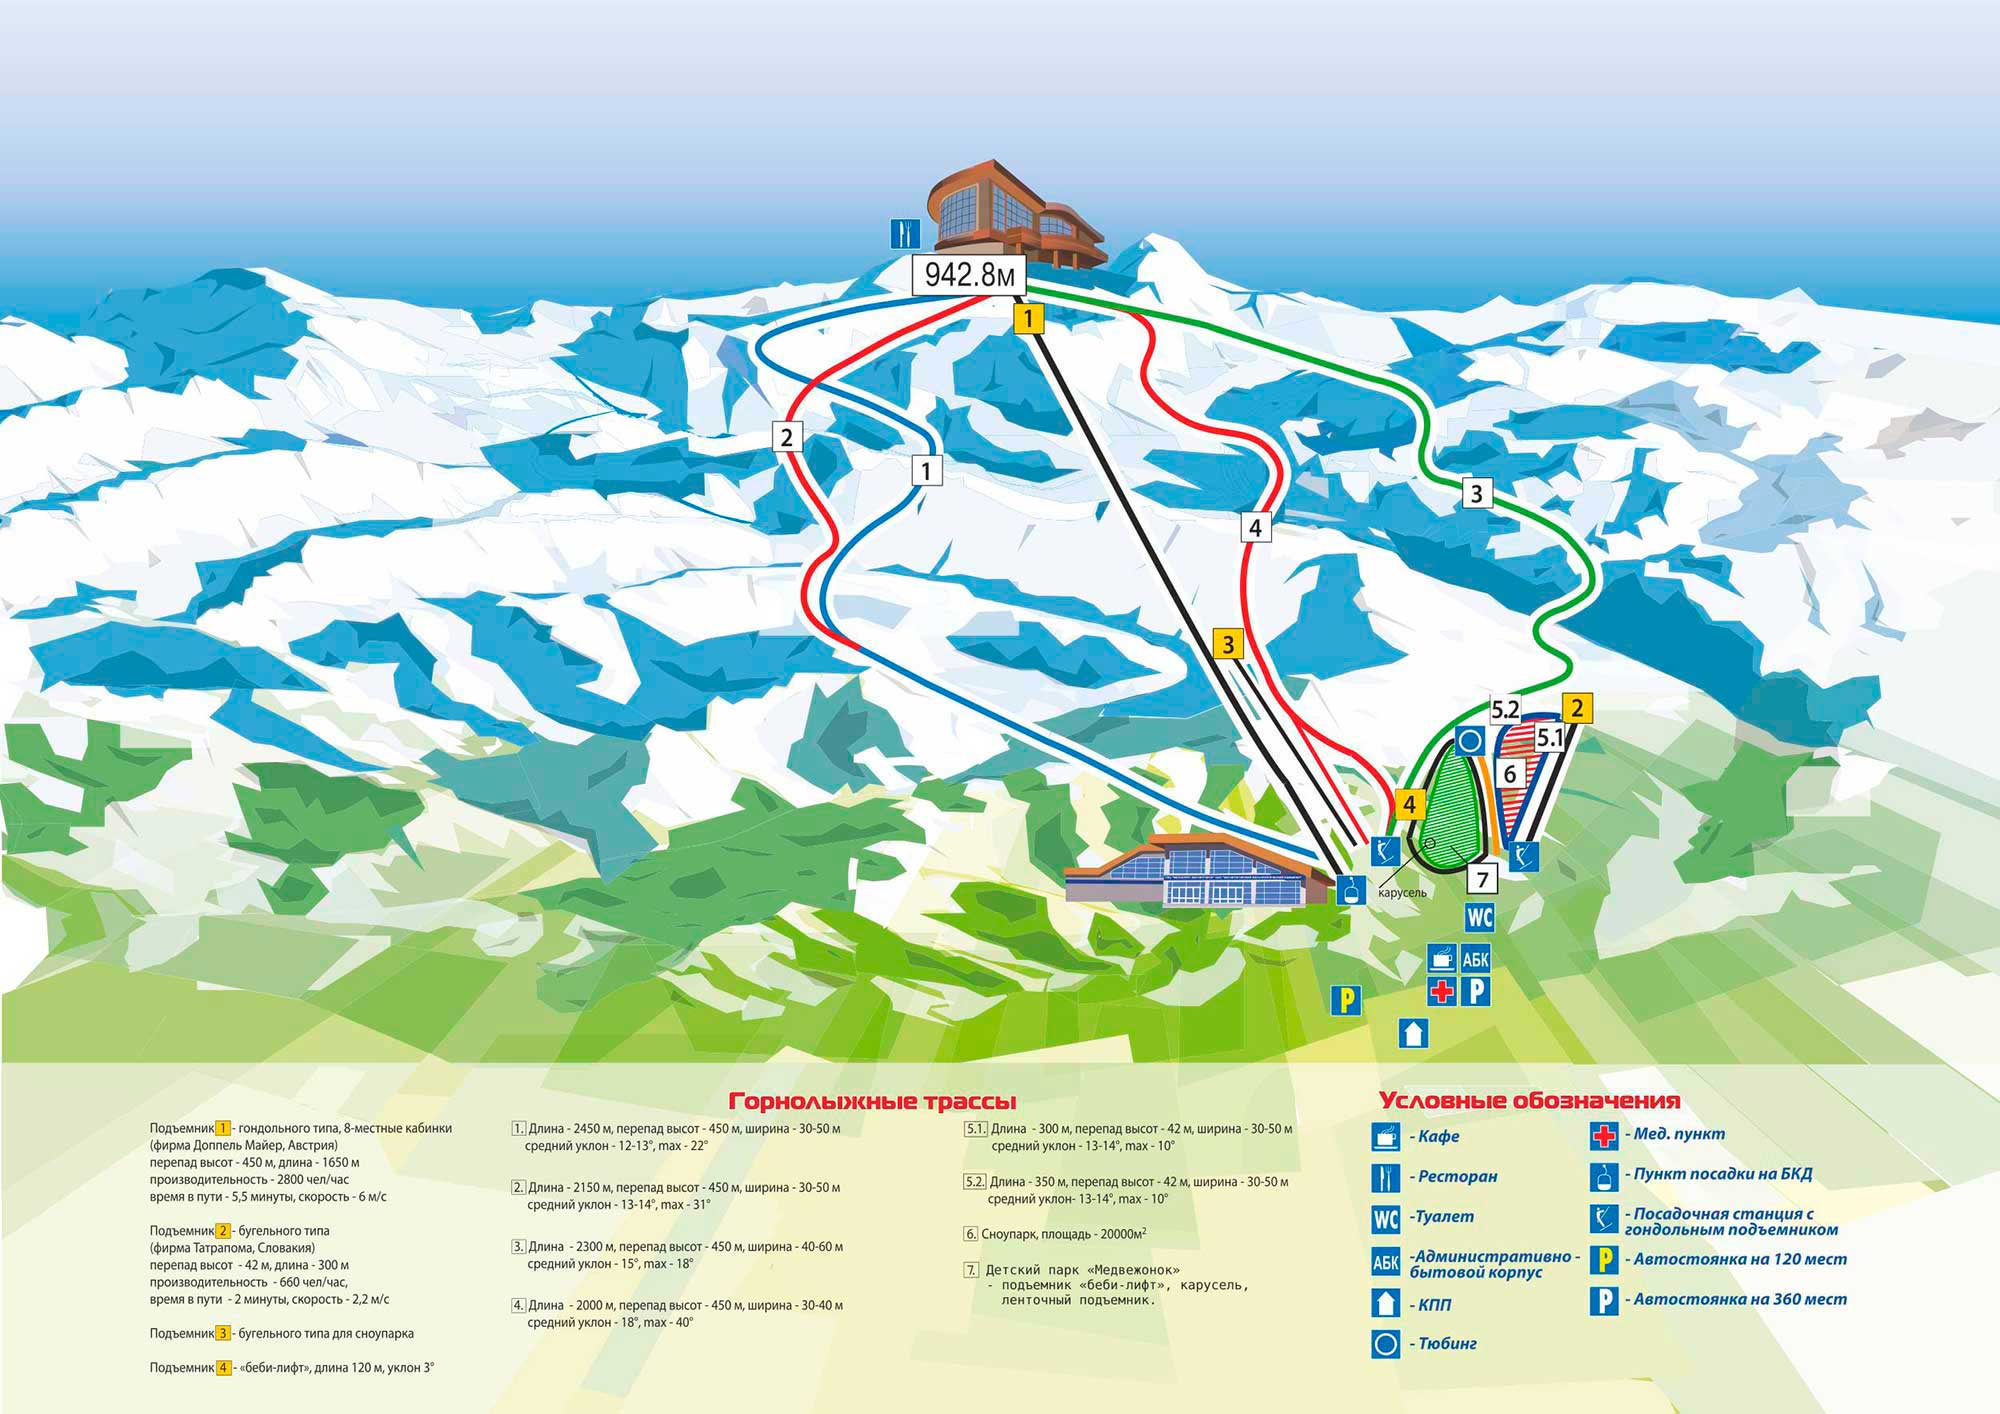 942.8м
1
2
1
3
4
3
5.2
2
5.1
6
4
карусель
7
WC
АБК
P
P
Горнолыжные трассы
Условные обозначения
Подъемник 1 - гондольного типа, 8-местные кабинки
(фирма Доппель Майер, Австрия)
перепад высот - 450 м, длина - 1650 м
производительность - 2800 чел/час
время в пути - 5,5 минуты, скорость - 6 м/с
Подъемник 2 - бугельного типа
(фирма Татрапома, Словакия)
перепад высот - 42 м, длина - 300 м
производительность - 660 чел/час,
время в пути - 2 минуты, скорость - 2,2 м/с
Подъемник 3 - бугельного типа для сноупарка
Подъемник 4 - «беби-лифт», длина 120 м, уклон 3°
1. Длина - 2450 м, перепад высот - 450 м, ширина - 30-50 м
средний уклон - 12-13°, max - 22°
2. Длина - 2150 м, перепад высот - 450 м, ширина - 30-50 м
средний уклон - 13-14°, max - 31°
3. Длина - 2300 м, перепад высот - 450 м, ширина - 40-60 м
средний уклон - 15°, max - 18°
4. Длина - 2000 м, перепад высот - 450 м, ширина - 30-40 м
средний уклон - 18°, max - 40°
5.1. Длина - 300 м, перепад высот - 42 м, ширина - 30-50 м
средний уклон - 13-14°, max - 10°
5.2. Длина - 350 м, перепад высот - 42 м, ширина - 30-50 м
средний уклон- 13-14°, max - 10°
6. Сноупарк, площадь - 20000м²
7. Детский парк «Медвежонок»
- подъемник «беби-лифт», карусель,
ленточный подъемник.
- Кафе
- Ресторан
WC -Туалет
АБК -Административно -
бытовой корпус
- КПП
- Тюбинг
- Мед. пункт
- Пункт посадки на БКД
- Посадочная станция с
гондольным подъемником
P - Автостоянка на 120 мест
P - Автостоянка на 360 мест